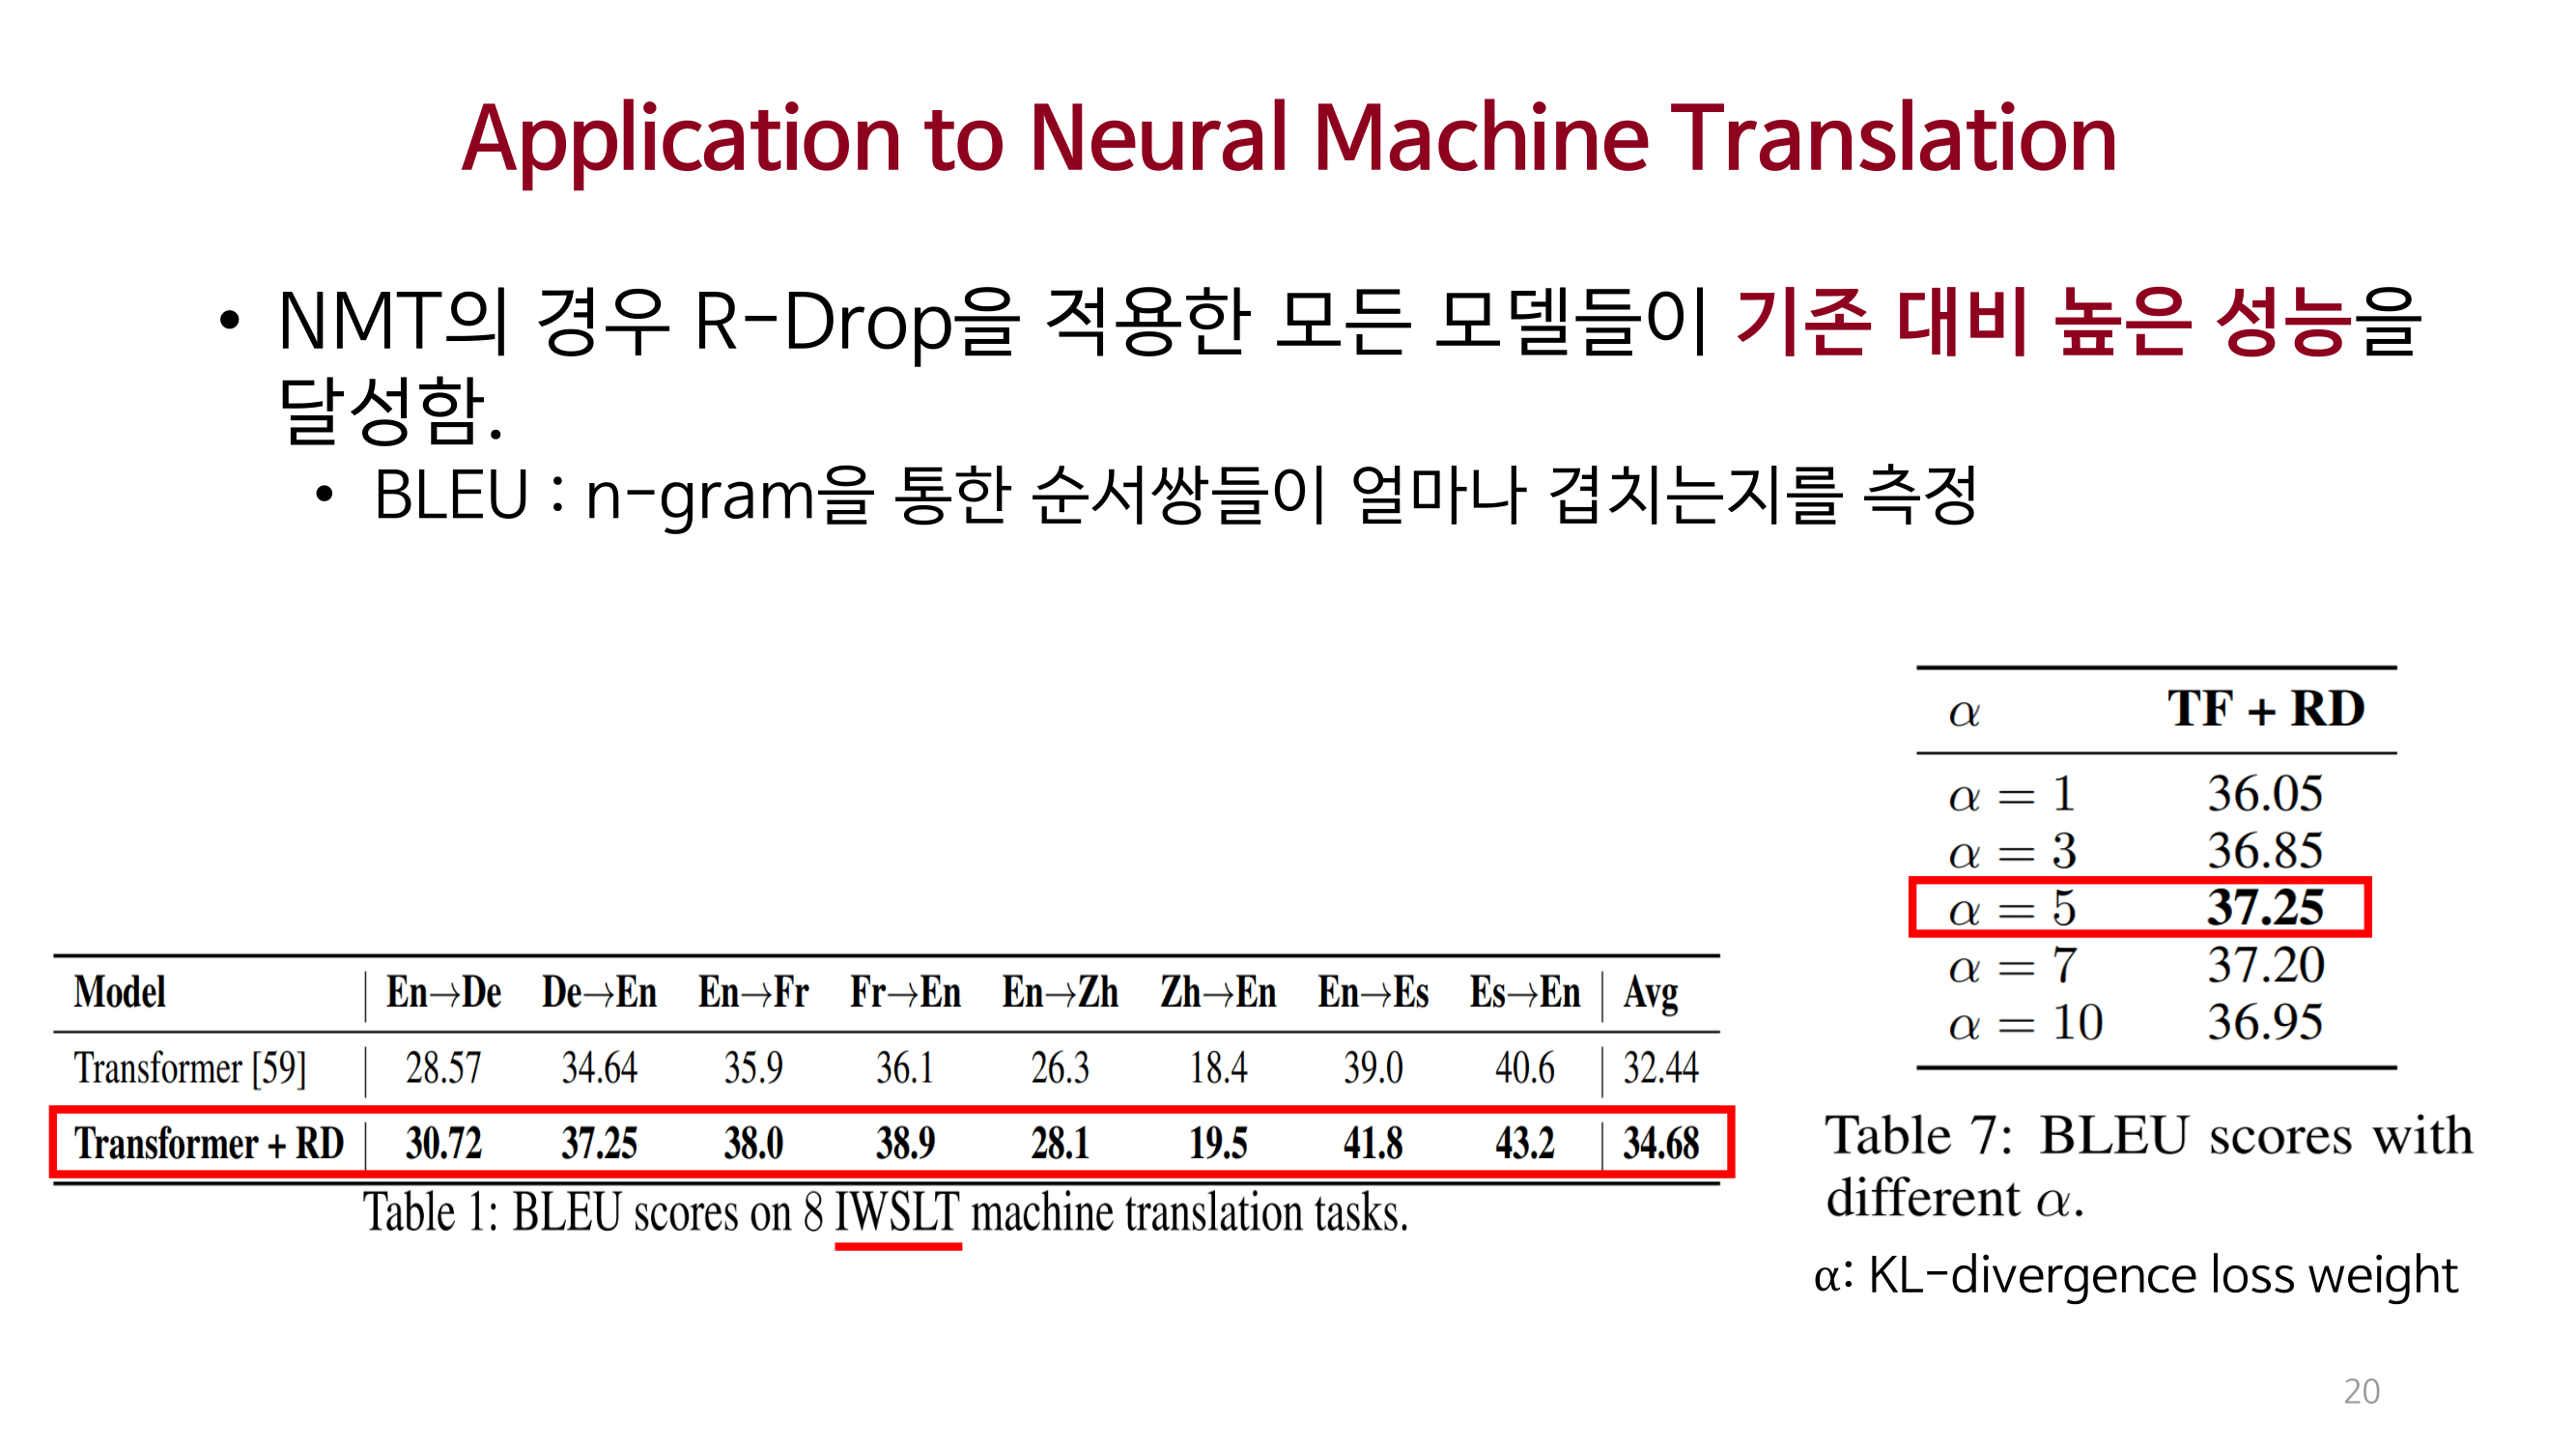 Application to Neural Machine Translation
• NMT의 경우 R-Drop을 적용한 모든 모델들이 기존 대비 높은 성능을
달성함.
• BLEU : n-gram을 통한 순서쌍들이 얼마나 겹치는지를 측정
Model En→De De→En En→Fr Fr→En En→Zh Zh→En En→Es Es→En Avg
Transformer [59] 28.57 34.64 35.9 36.1 26.3 18.4 39.0 40.6 32.44
Transformer + RD 30.72 37.25 38.0 38.9 28.1 19.5 41.8 43.2 34.68
Table 1: BLEU scores on 8 IWSLT machine translation tasks.
α TF + RD
α = 1 36.05
α = 3 36.85
α = 5 37.25
α = 7 37.20
α = 10 36.95
Table 7: BLEU scores with
different α.
α: KL-divergence loss weight
20